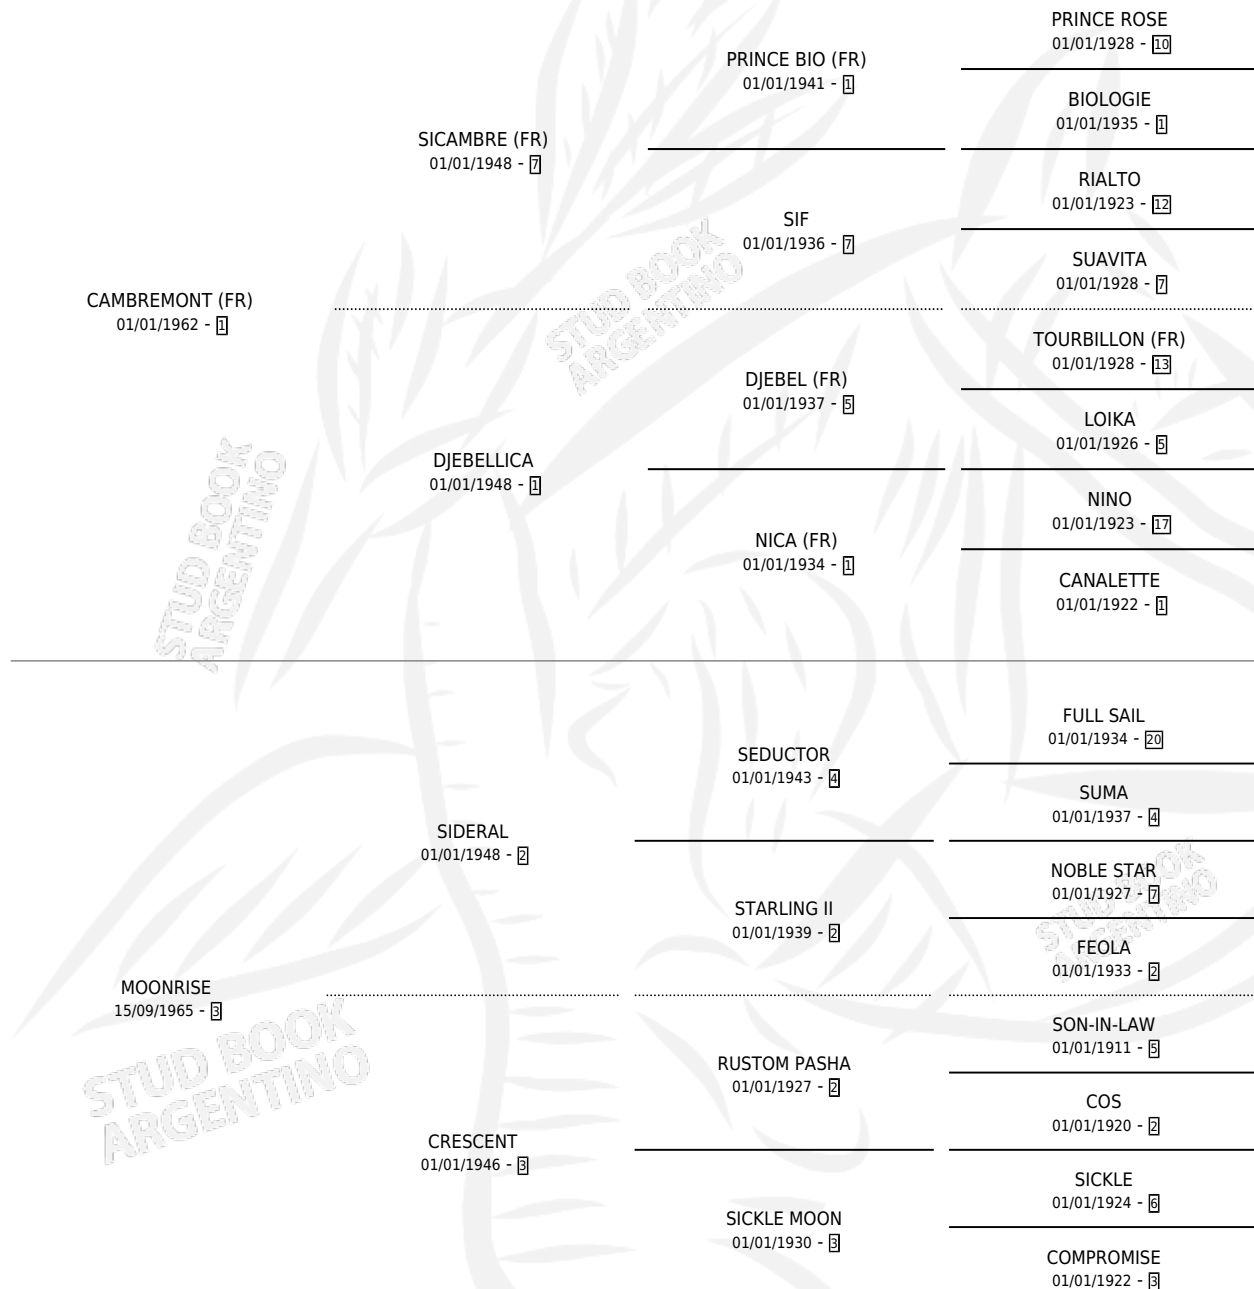 PRINCE ROSE
01/01/1928 - 10
PRINCE BIO (FR)
01/01/1941 - 1
BIOLOGIE
01/01/1935 - 1
SICAMBRE (FR)
01/01/1948 - 7
RIALTO
01/01/1923 - 12
SIF
01/01/1936 - 7
SUAVITA
01/01/1928 - 7
CAMBREMONT (FR)
01/01/1962 - 1
TOURBILLON (FR)
01/01/1928 - 13
DJEBEL (FR)
01/01/1937 - 5
LOIKA
01/01/1926 - 5
DJEBELLICA
01/01/1948 - 1
NINO
01/01/1923 - 17
NICA (FR)
01/01/1934 - 1
CANALETTE
01/01/1922 - 1
STUD BOOK
ARGENTINO
STUD BOOK
ARGENTINO
FULL SAIL
01/01/1934 - 20
SEDUCTOR
01/01/1943 - 4
SUMA
01/01/1937 - 4
SIDERAL
01/01/1948 - 2
NOBLE STAR
01/01/1927 - 7
STARLING II
01/01/1939 - 2
FEOLA
01/01/1933 - 2
STUD BOOK
ARGENTINO
MOONRISE
15/09/1965 - 3
SON-IN-LAW
01/01/1911 - 5
RUSTOM PASHA
01/01/1927 - 2
COS
01/01/1920 - 2
STUD BOOK
ARGENTINO
CRESCENT
01/01/1946 - 3
SICKLE
01/01/1924 - 6
SICKLE MOON
01/01/1930 - 3
COMPROMISE
01/01/1922 - 3